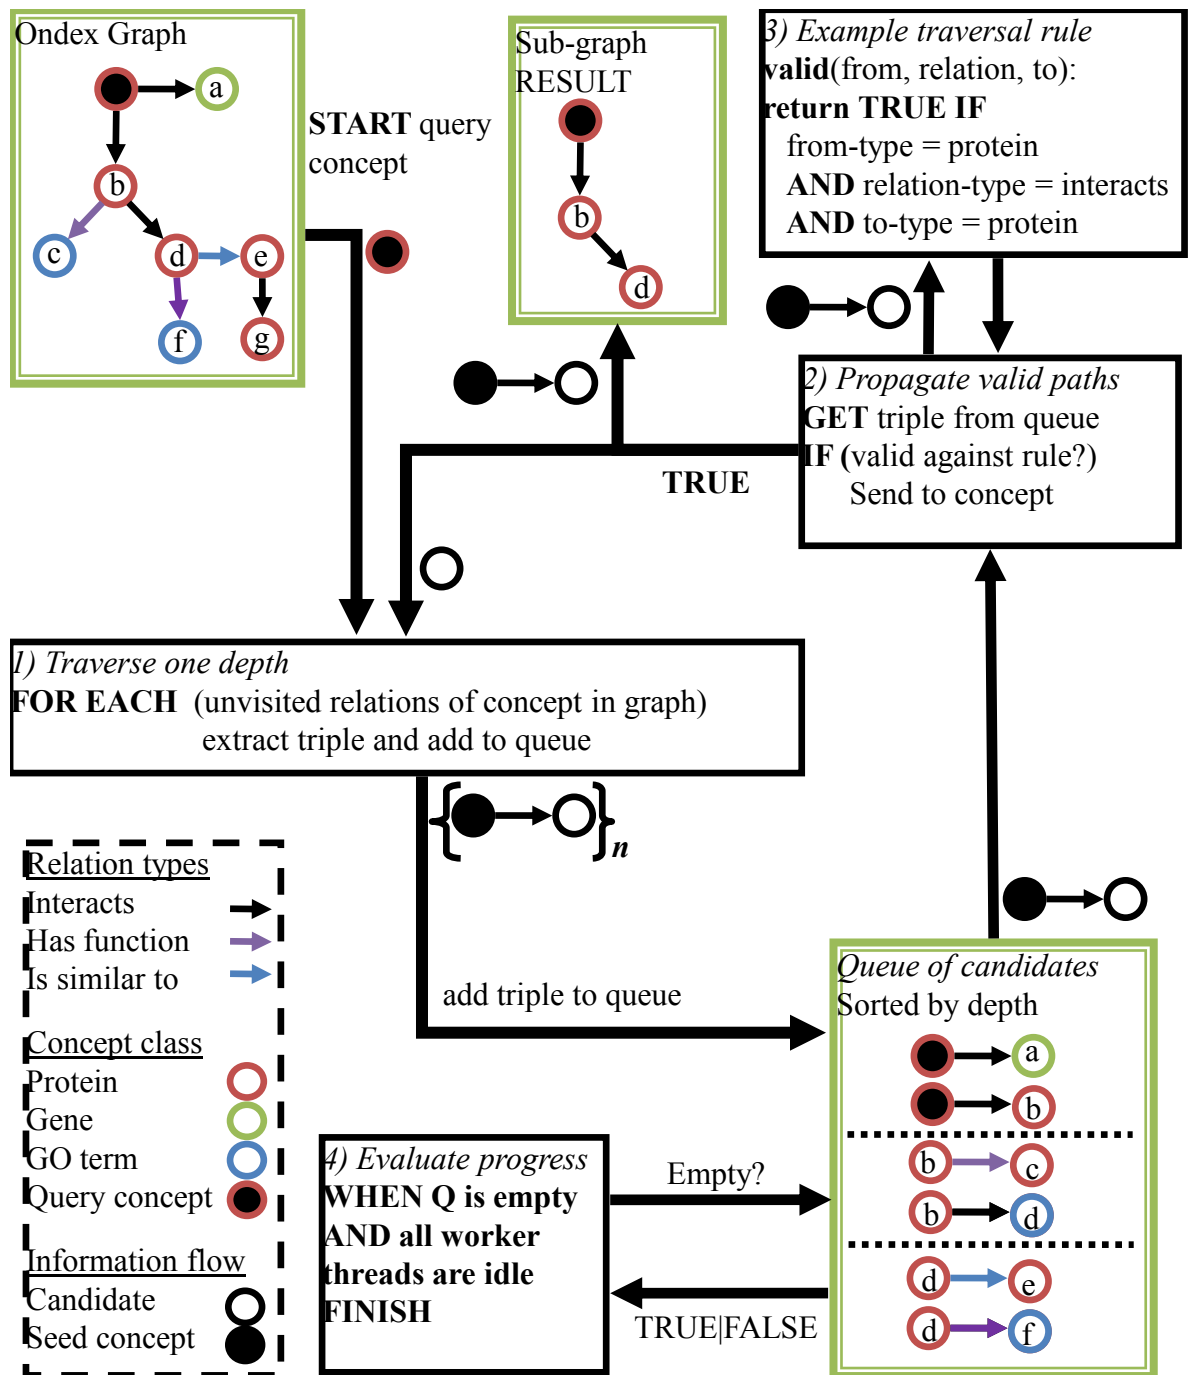 Ondex Graph
a
b
c
d
e
f
g
START query
concept
Sub-graph
RESULT
b
d
3) Example traversal rule
valid(from, relation, to):
return TRUE IF
from-type = protein
AND relation-type = interacts
AND to-type = protein
2) Propagate valid paths
GET triple from queue
IF (valid against rule?)
Send to concept
TRUE
1) Traverse one depth
FOR EACH (unvisited relations of concept in graph)
extract triple and add to queue
{ } n
add triple to queue
Relation types
Interacts
Has function
Is similar to
Concept class
Protein
Gene
GO term
Query concept
Information flow
Candidate
Seed concept
4) Evaluate progress
WHEN Q is empty
AND all worker
threads are idle
FINISH
Empty?
TRUE|FALSE
Queue of candidates
Sorted by depth
a
b
b c
b d
d e
d f